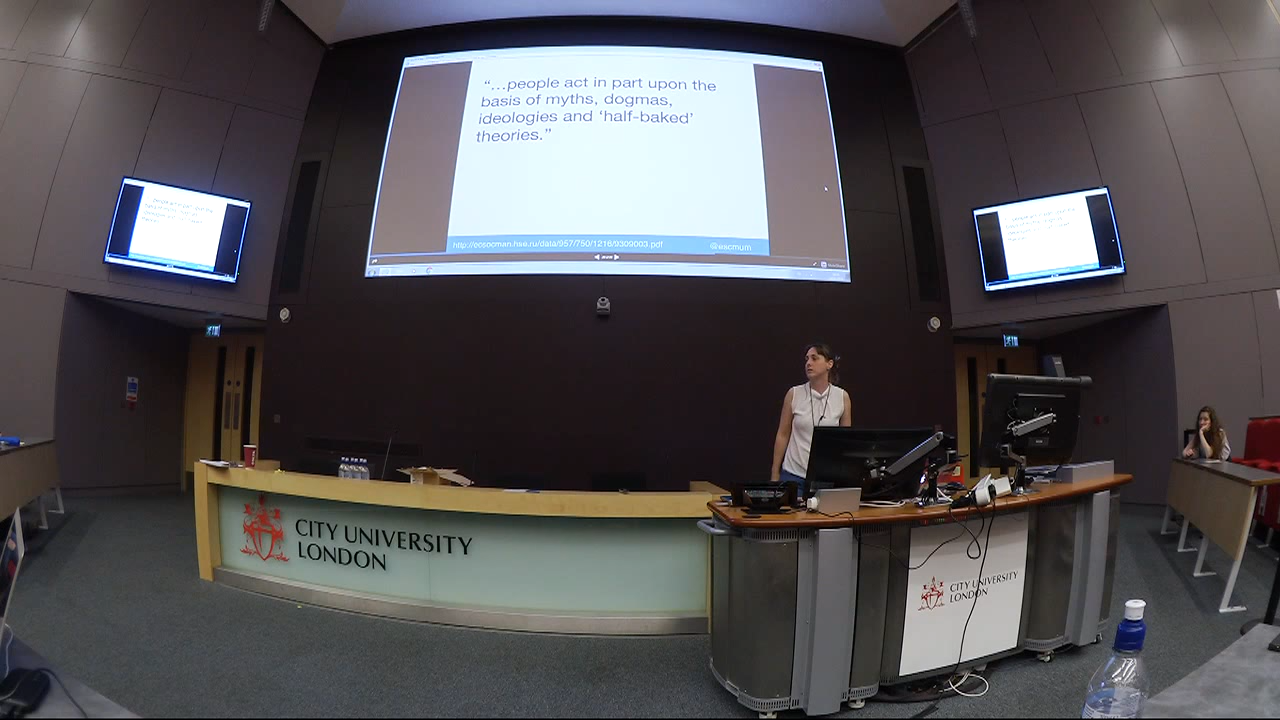 “...people act in part upon the
basis of myths, dogmas,
ideologies and ‘half-baked’
theories.”
http://ecsocman.hse.ru/data/957/750/1216/9309003.pdf
@escmum
CITY UNIVERSITY
LONDON
CITY UNIVERSITY
LONDON